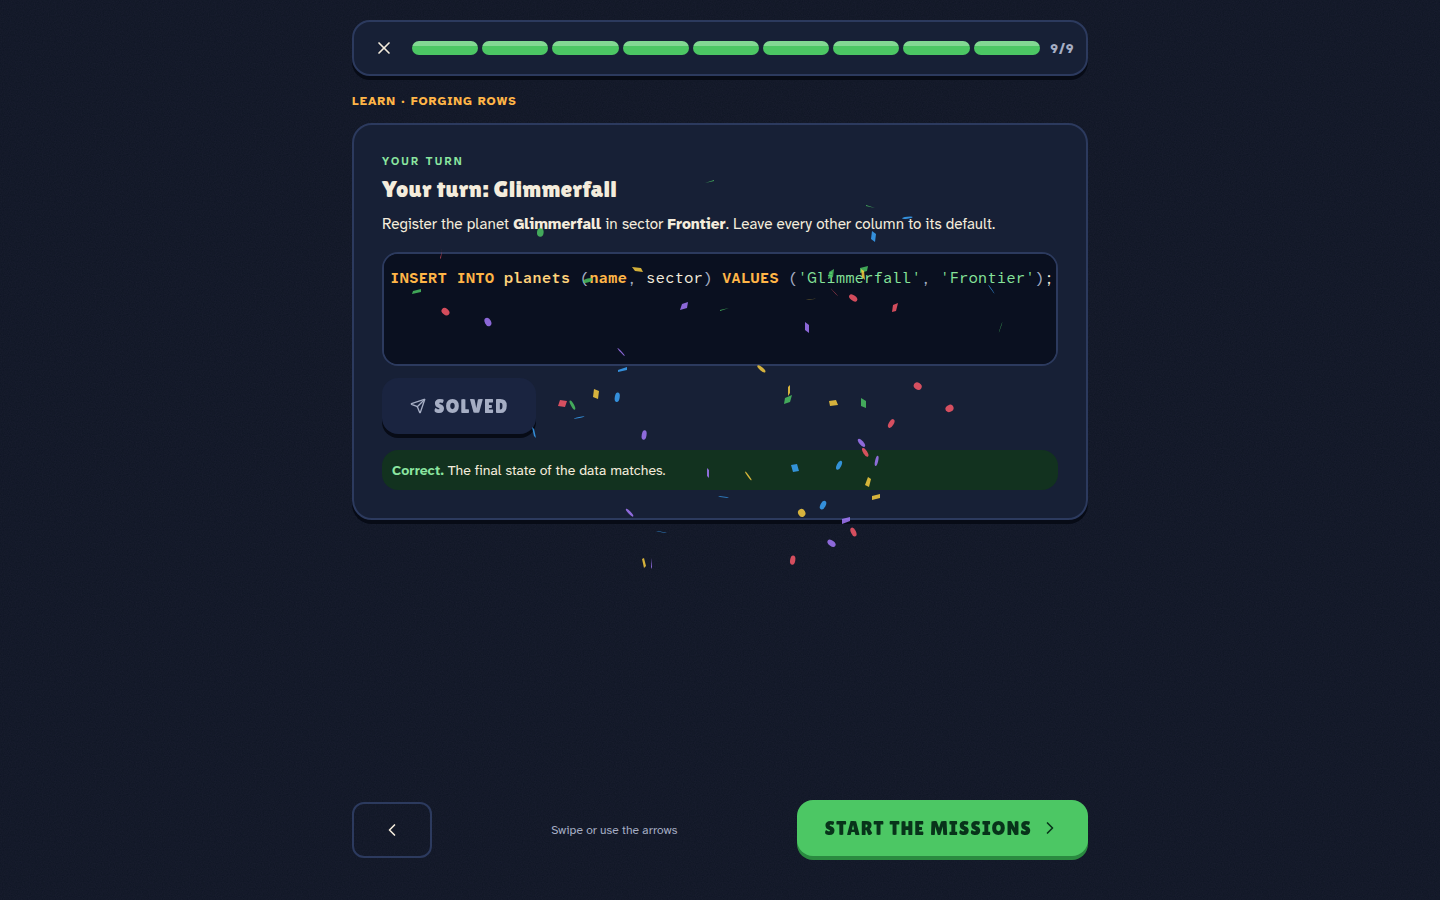 9/9
LEARN · FORGING ROWS
YOUR TURN
Your turn: Glimmerfall
Register the planet Glimmerfall in sector Frontier. Leave every other column to its default.
INSERT INTO planets (name, sector) VALUES ('Glimmerfall', 'Frontier');
SOLVED
Correct. The final state of the data matches.
Swipe or use the arrows
START THE MISSIONS